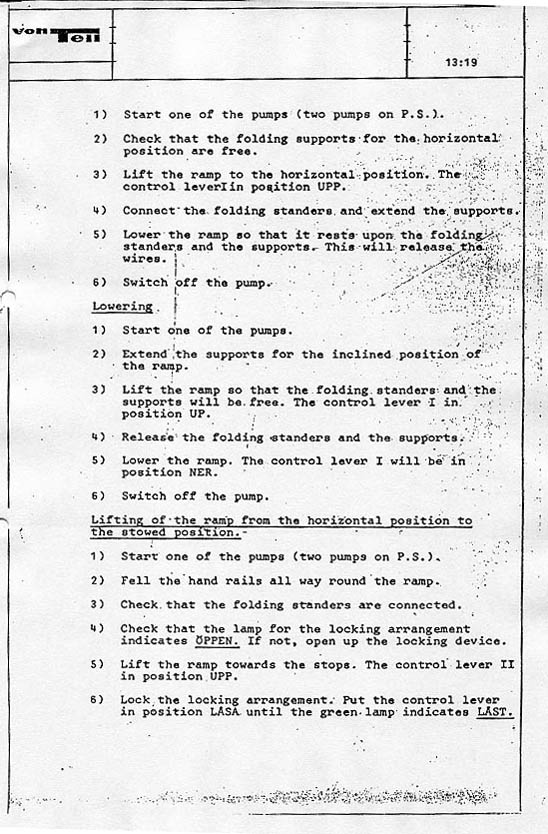 von Tell
13:19
1) Start one of the pumps (two pumps on P.S.).
2) Check that the folding supports for the horizontal
position are free.
3) Lift the ramp to the horizontal position. The
control lever I in position UPP.
4) Connect the folding standers and extend the supports.
5) Lower the ramp so that it rests upon the folding
standers and the supports. This will release the
wires.
6) Switch off the pump.
Lowering
1) Start one of the pumps.
2) Extend the supports for the inclined position of
the ramp.
3) Lift the ramp so that the folding standers and the
supports will be free. The control lever I in
position UP.
4) Release the folding standers and the supports.
5) Lower the ramp. The control lever I will be in
position NER.
6) Switch off the pump.
Lifting of the ramp from the horizontal position to
the stowed position.
1) Start one of the pumps (two pumps on P.S.).
2) Fell the hand rails all way round the ramp.
3) Check that the folding standers are connected.
4) Check that the lamp for the locking arrangement
indicates ÖPPEN. If not, open up the locking device.
5) Lift the ramp towards the stops. The control lever II
in position UPP.
6) Lock the locking arrangement. Put the control lever
in position LÅSA until the green lamp indicates LÅST.